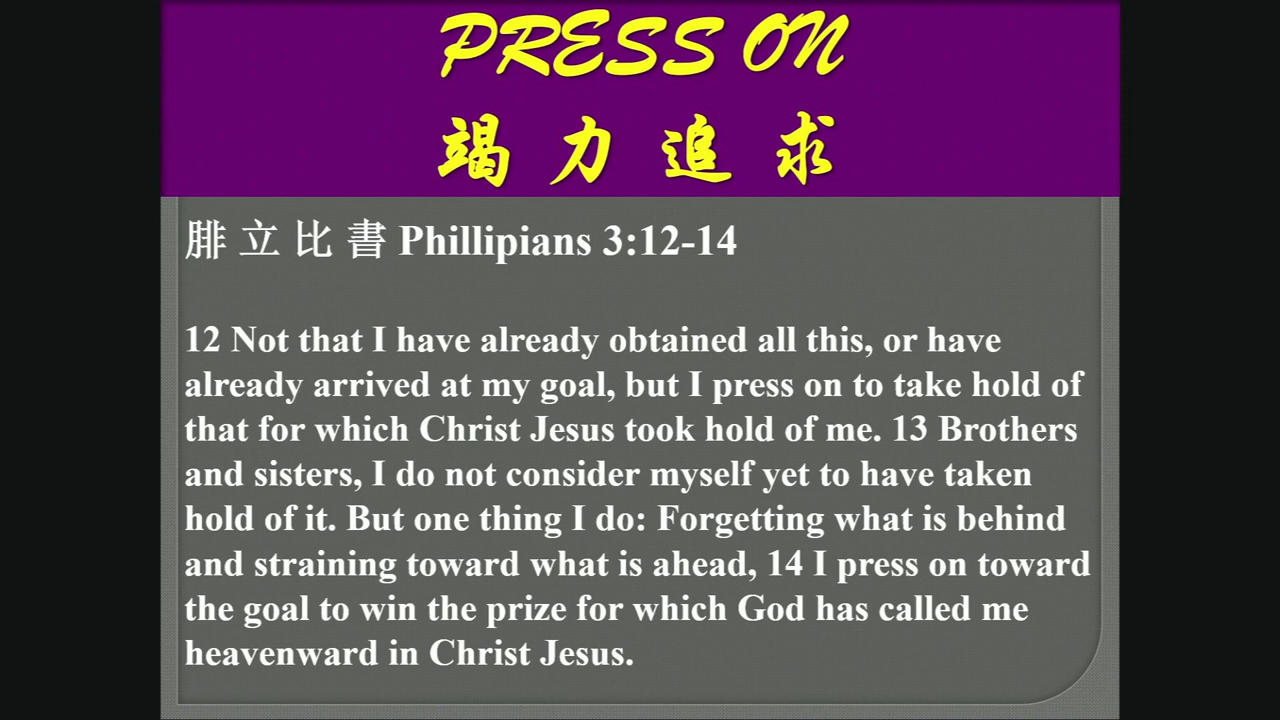 PRESS ON
竭 力 追 求
腓 立 比 書 Phillipians 3:12-14
12 Not that I have already obtained all this, or have
already arrived at my goal, but I press on to take hold of
that for which Christ Jesus took hold of me. 13 Brothers
and sisters, I do not consider myself yet to have taken
hold of it. But one thing I do: Forgetting what is behind
and straining toward what is ahead, 14 I press on toward
the goal to win the prize for which God has called me
heavenward in Christ Jesus.